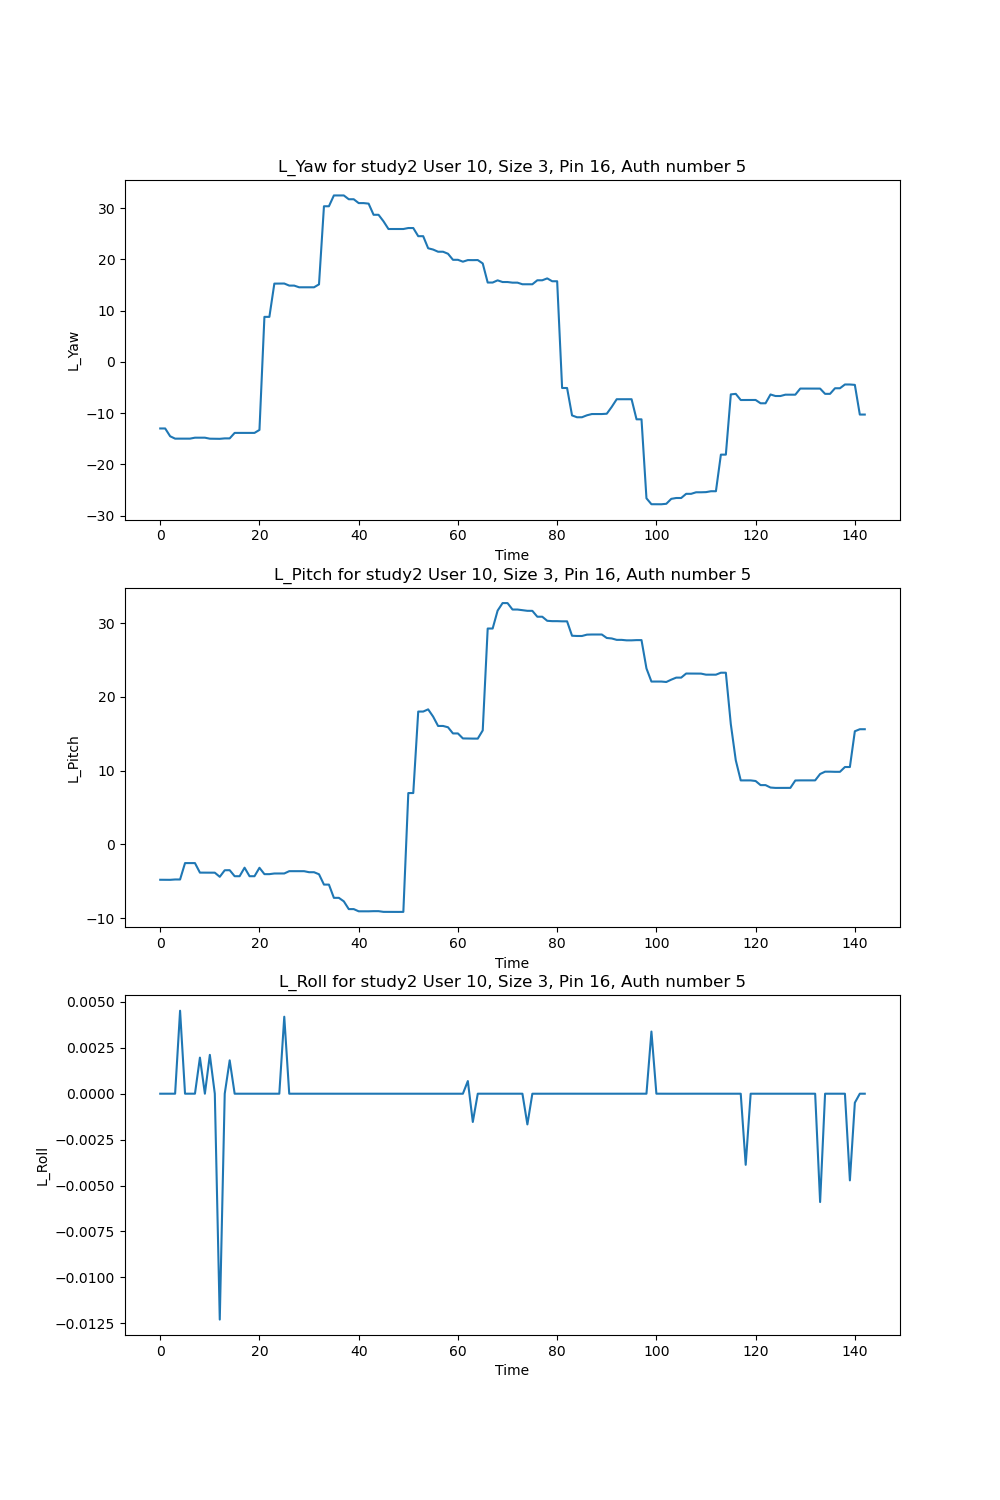 L_Yaw for study2 User 10, Size 3, Pin 16, Auth number 5
30
20
10
0
−10
−20
−30
L_Yaw
0 20 40 60 80 100 120 140
Time
L_Pitch for study2 User 10, Size 3, Pin 16, Auth number 5
30
20
10
0
−10
L_Pitch
0 20 40 60 80 100 120 140
Time
L_Roll for study2 User 10, Size 3, Pin 16, Auth number 5
0.0050
0.0025
0.0000
−0.0025
−0.0050
−0.0075
−0.0100
−0.0125
L_Roll
0 20 40 60 80 100 120 140
Time